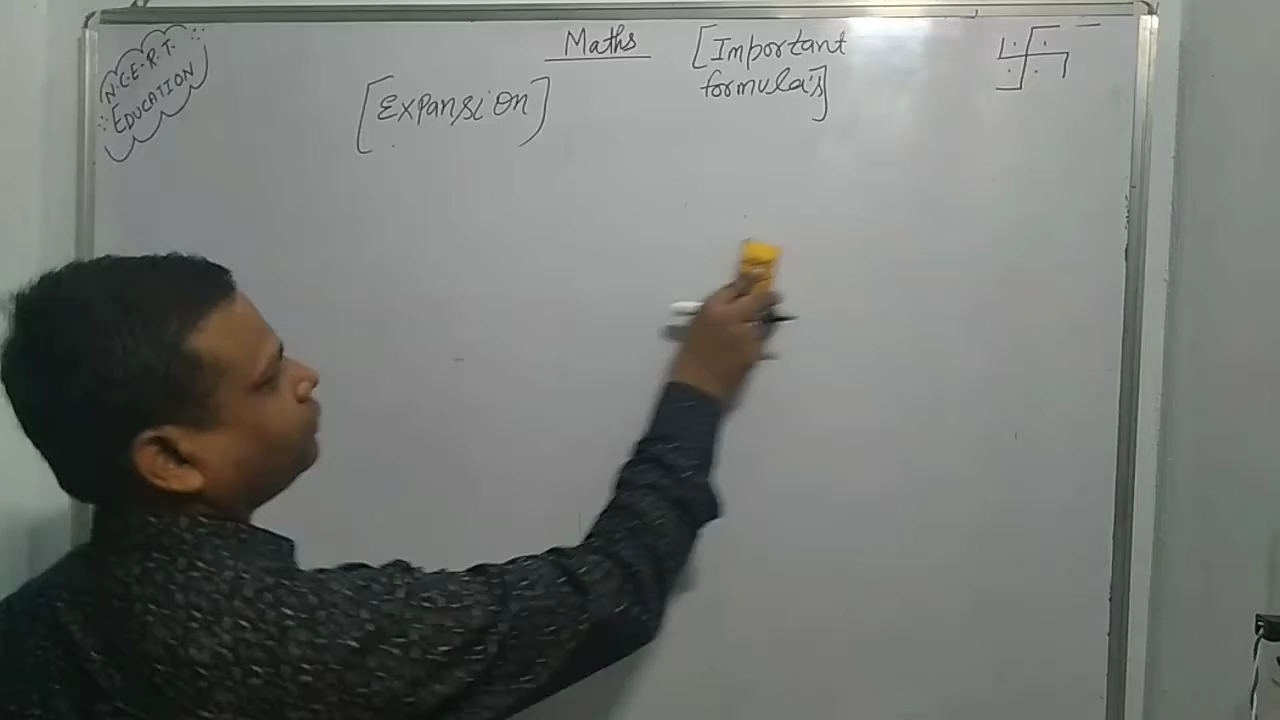 N.C.E.R.T.
EDUCATION
Maths
[Important
formula's]
[Expansion]